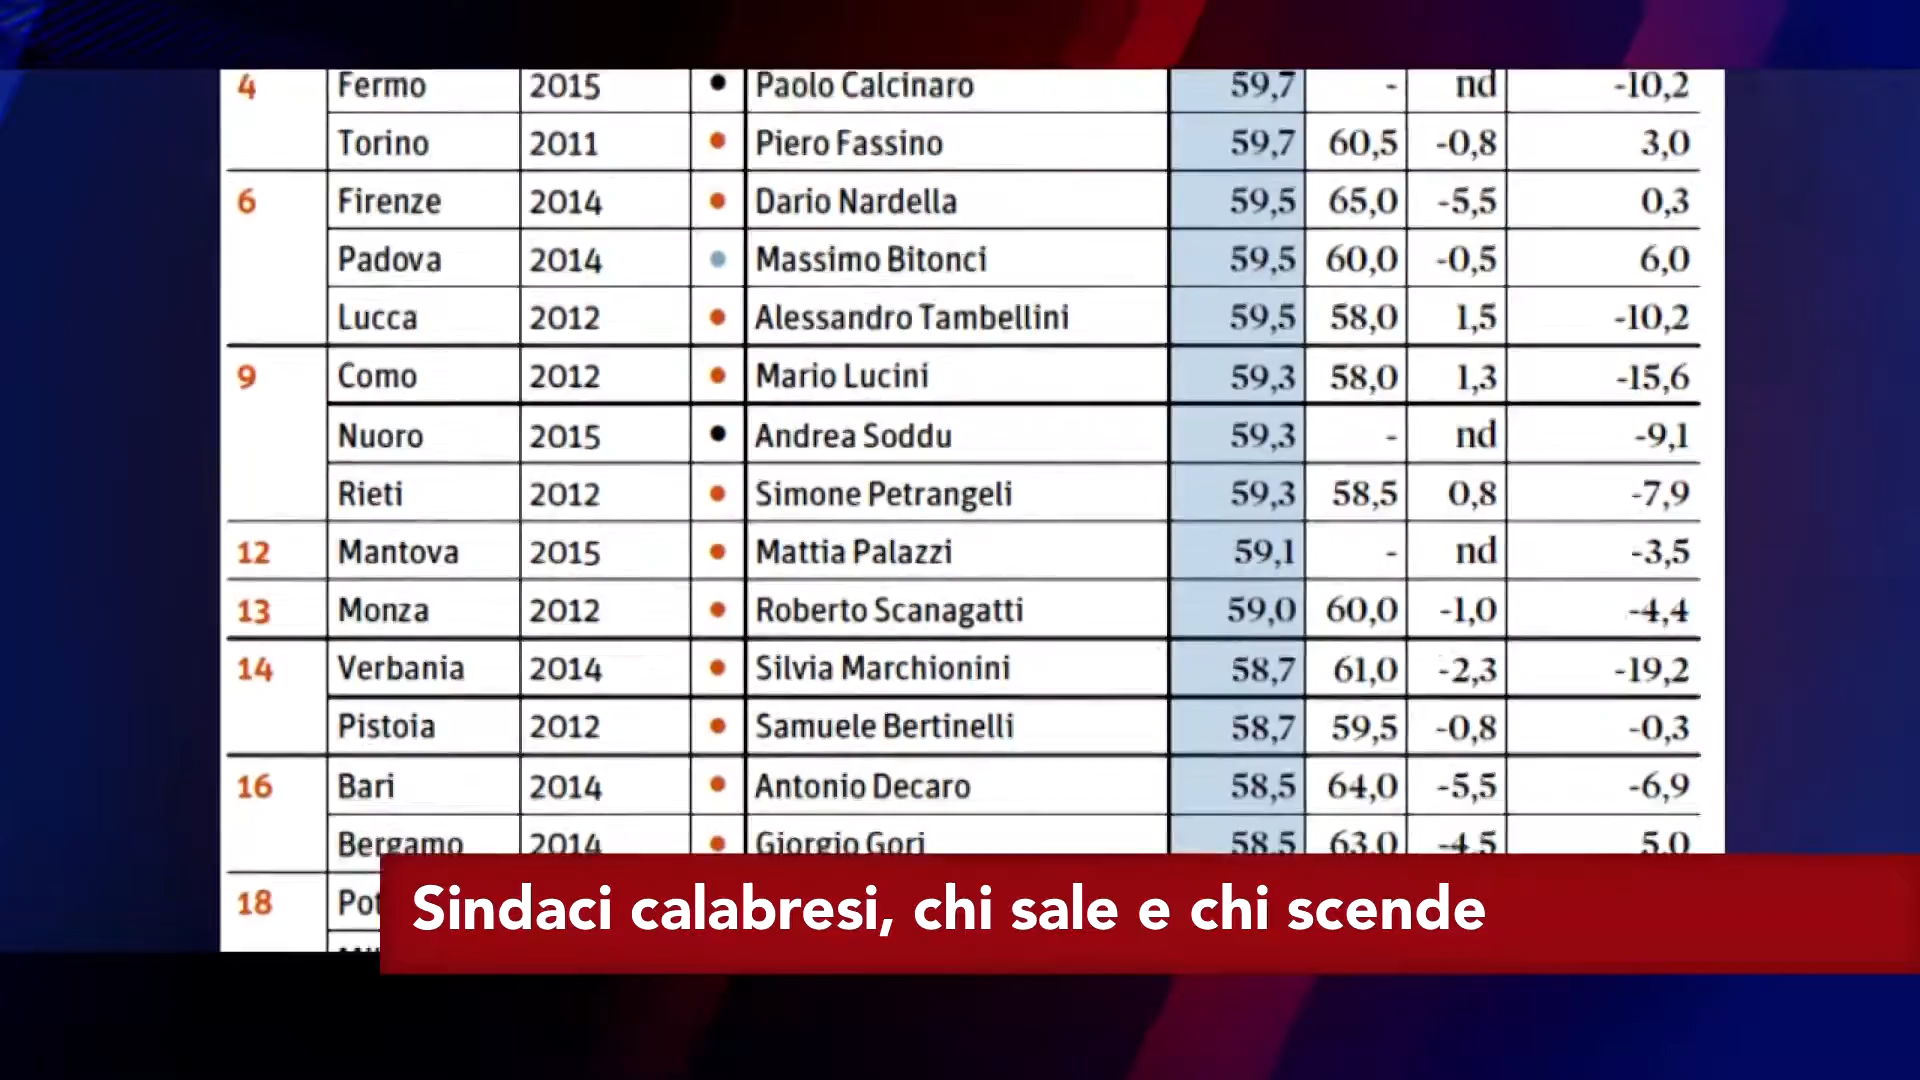 4 Fermo 2015 Paolo Calcinaro 59,7 - nd -10,2
Torino 2011 Piero Fassino 59,7 60,5 -0,8 3,0
6 Firenze 2014 Dario Nardella 59,5 65,0 -5,5 0,3
Padova 2014 Massimo Bitonci 59,5 60,0 -0,5 6,0
Lucca 2012 Alessandro Tambellini 59,5 58,0 1,5 -10,2
9 Como 2012 Mario Lucini 59,3 58,0 1,3 -15,6
Nuoro 2015 Andrea Soddu 59,3 - nd -9,1
Rieti 2012 Simone Petrangeli 59,3 58,5 0,8 -7,9
12 Mantova 2015 Mattia Palazzi 59,1 - nd -3,5
13 Monza 2012 Roberto Scanagatti 59,0 60,0 -1,0 -4,4
14 Verbania 2014 Silvia Marchionini 58,7 61,0 -2,3 -19,2
Pistoia 2012 Samuele Bertinelli 58,7 59,5 -0,8 -0,3
16 Bari 2014 Antonio Decaro 58,5 64,0 -5,5 -6,9
Bergamo 2014 Giorgio Gori 58,5 63,0 -4,5 5,0
18 Pot
Sindaci calabresi, chi sale e chi scende